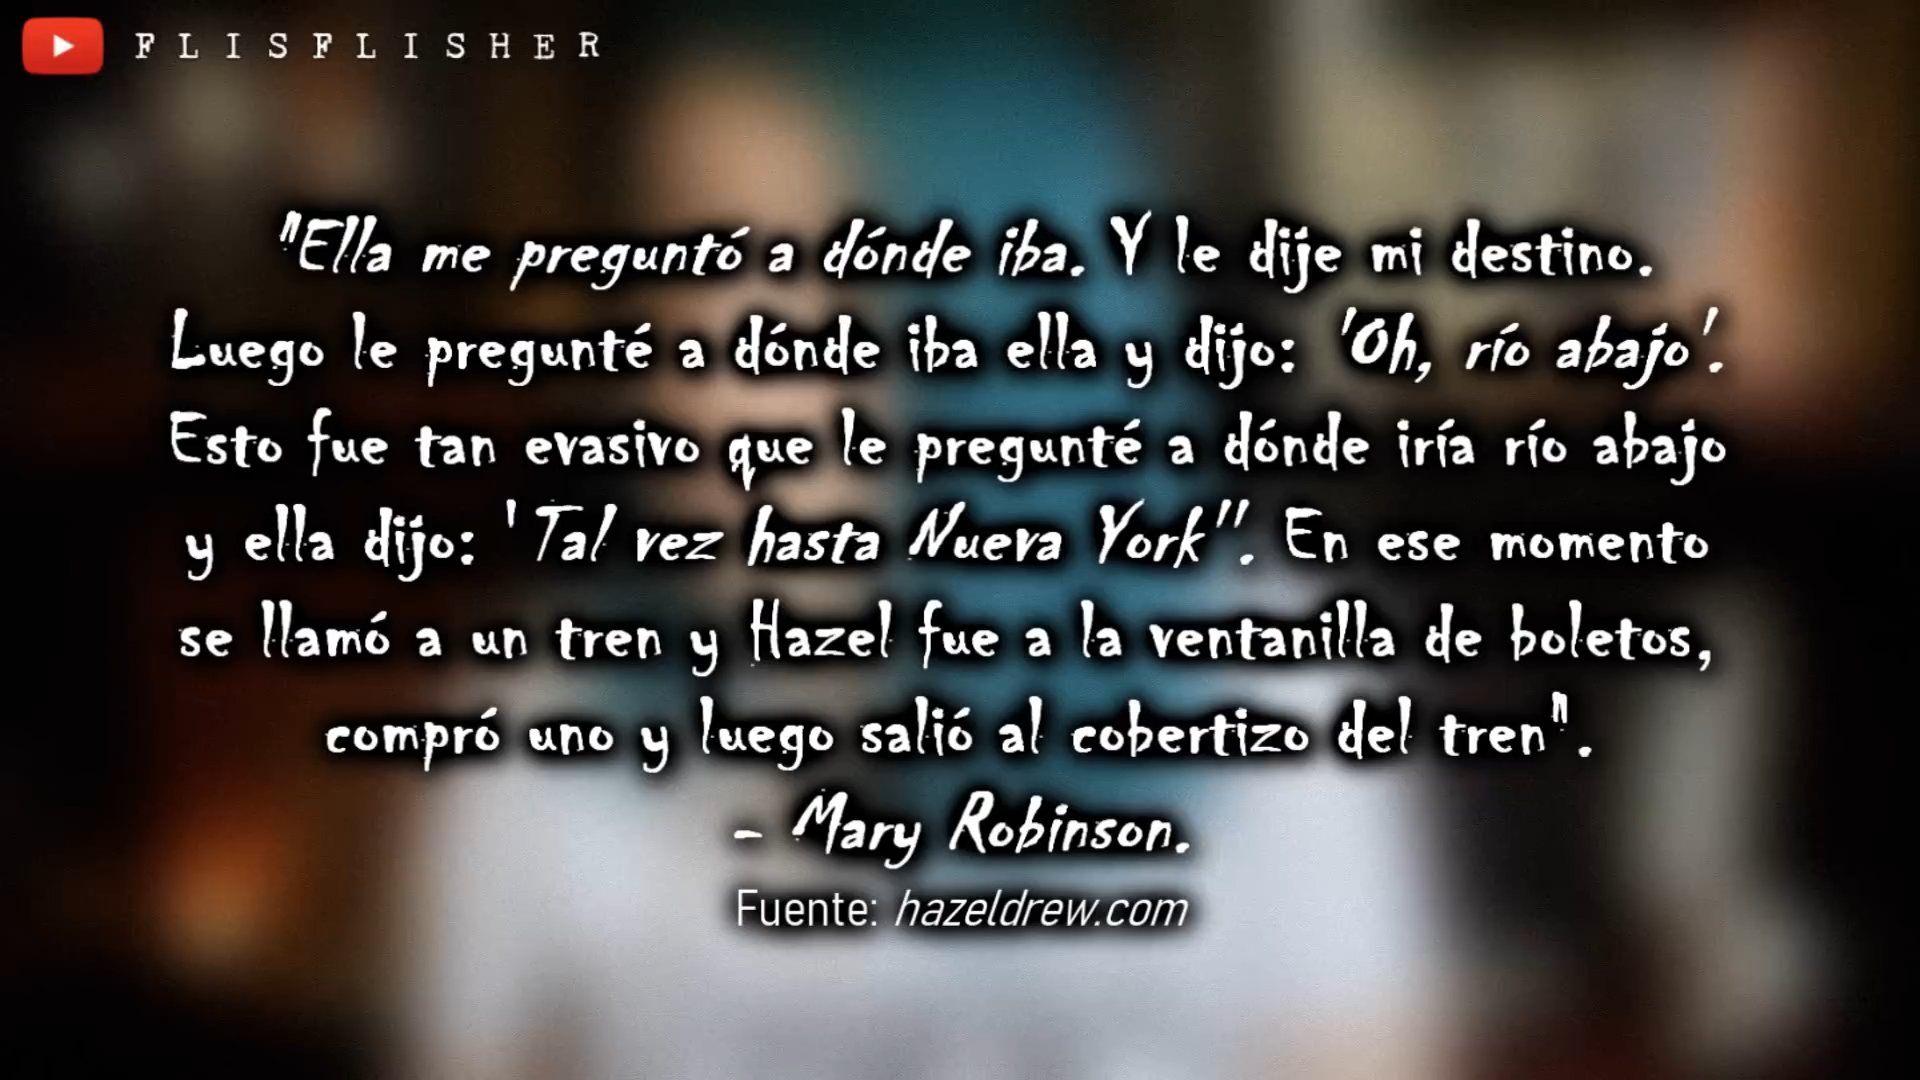 FLISFLISHER
"Ella me preguntó a dónde iba. Y le dije mi destino.
Luego le pregunté a dónde iba ella y dijo: 'Oh, río abajo'.
Esto fue tan evasivo que le pregunté a dónde iría río abajo
y ella dijo: 'Tal vez hasta Nueva York". En ese momento
se llamó a un tren y Hazel fue a la ventanilla de boletos,
compró uno y luego salió al cobertizo del tren".
- Mary Robinson.
Fuente: hazeldrew.com